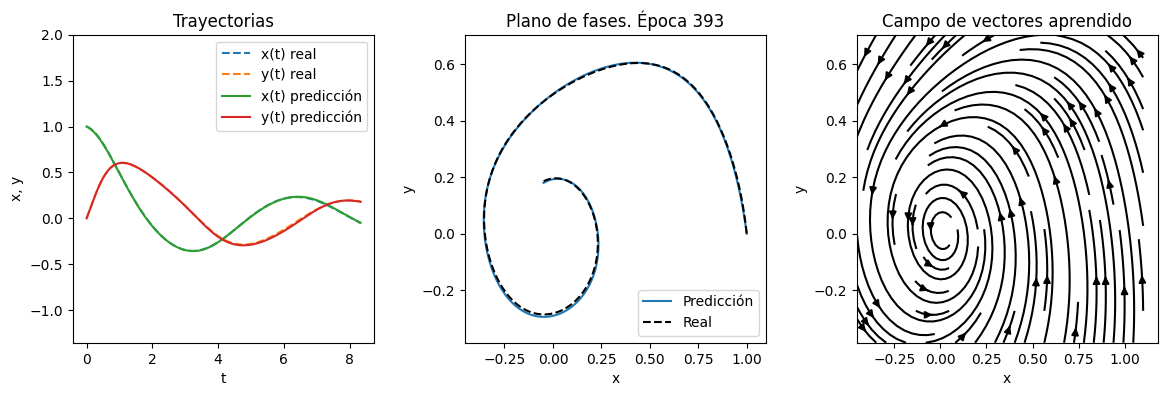 Trayectorias
2.0
1.5
1.0
0.5
0.0
−0.5
−1.0
x, y
x(t) real
y(t) real
x(t) predicción
y(t) predicción
0 2 4 6 8
t
Plano de fases. Época 393
0.6
0.4
0.2
0.0
−0.2
y
Predicción
Real
−0.25 0.00 0.25 0.50 0.75 1.00
x
Campo de vectores aprendido
0.6
0.4
0.2
0.0
−0.2
y
−0.25 0.00 0.25 0.50 0.75 1.00
x